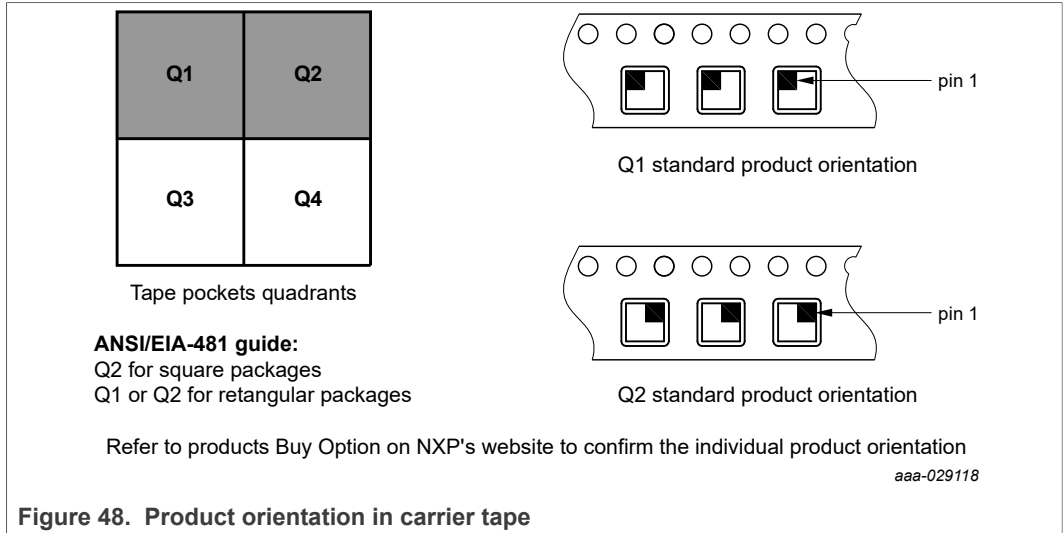 Q1 Q2
Q3 Q4
Tape pockets quadrants
ANSI/EIA-481 guide:
Q2 for square packages
Q1 or Q2 for retangular packages
pin 1
Q1 standard product orientation
pin 1
Q2 standard product orientation
Refer to products Buy Option on NXP's website to confirm the individual product orientation
aaa-029118
Figure 48. Product orientation in carrier tape